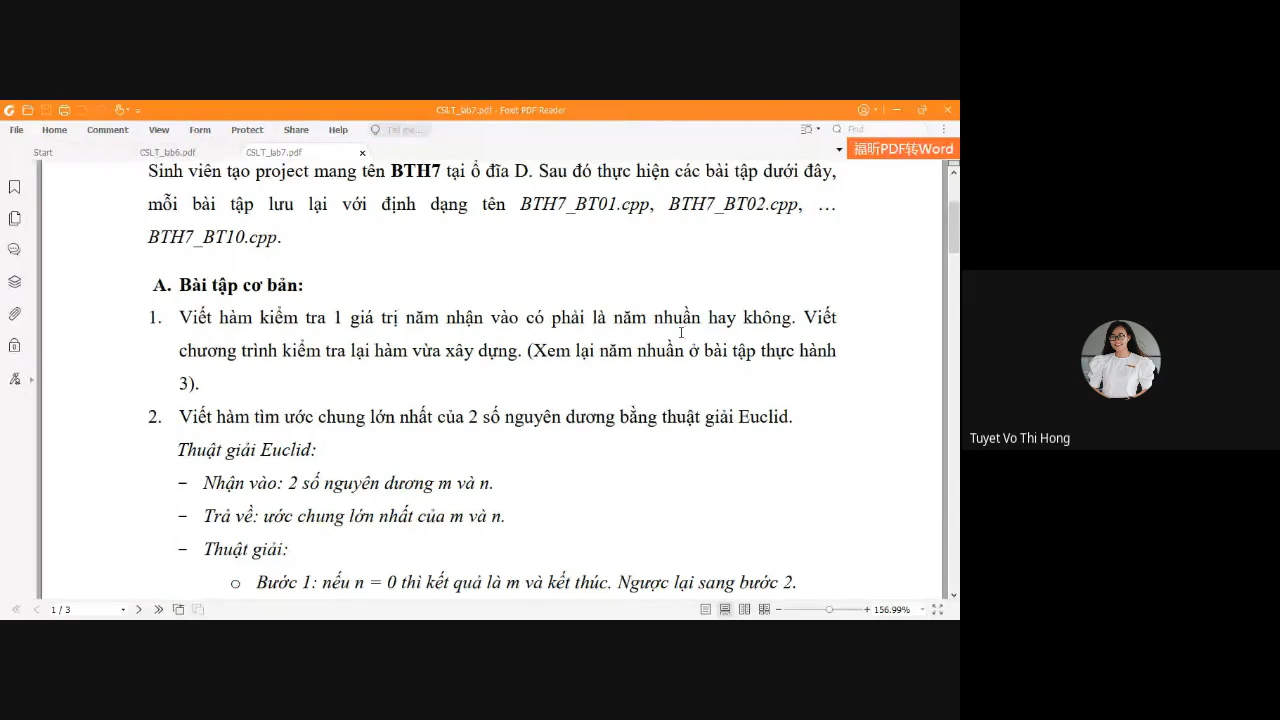 CSLT_lab7.pdf - Foxit PDF Reader
File Home Comment View Form Protect Share Help Tell me... Find
Start CSLT_lab6.pdf CSLT_lab7.pdf 福昕PDF转Word
Sinh viên tạo project mang tên BTH7 tại ổ đĩa D. Sau đó thực hiện các bài tập dưới đây,
mỗi bài tập lưu lại với định dạng tên BTH7_BT01.cpp, BTH7_BT02.cpp, …
BTH7_BT10.cpp.
A. Bài tập cơ bản:
1. Viết hàm kiểm tra 1 giá trị năm nhận vào có phải là năm nhuần hay không. Viết
chương trình kiểm tra lại hàm vừa xây dựng. (Xem lại năm nhuần ở bài tập thực hành
3).
2. Viết hàm tìm ước chung lớn nhất của 2 số nguyên dương bằng thuật giải Euclid.
Thuật giải Euclid:
− Nhận vào: 2 số nguyên dương m và n.
− Trả về: ước chung lớn nhất của m và n.
− Thuật giải:
o Bước 1: nếu n = 0 thì kết quả là m và kết thúc. Ngược lại sang bước 2.
1 / 3 156.99%
Tuyet Vo Thi Hong